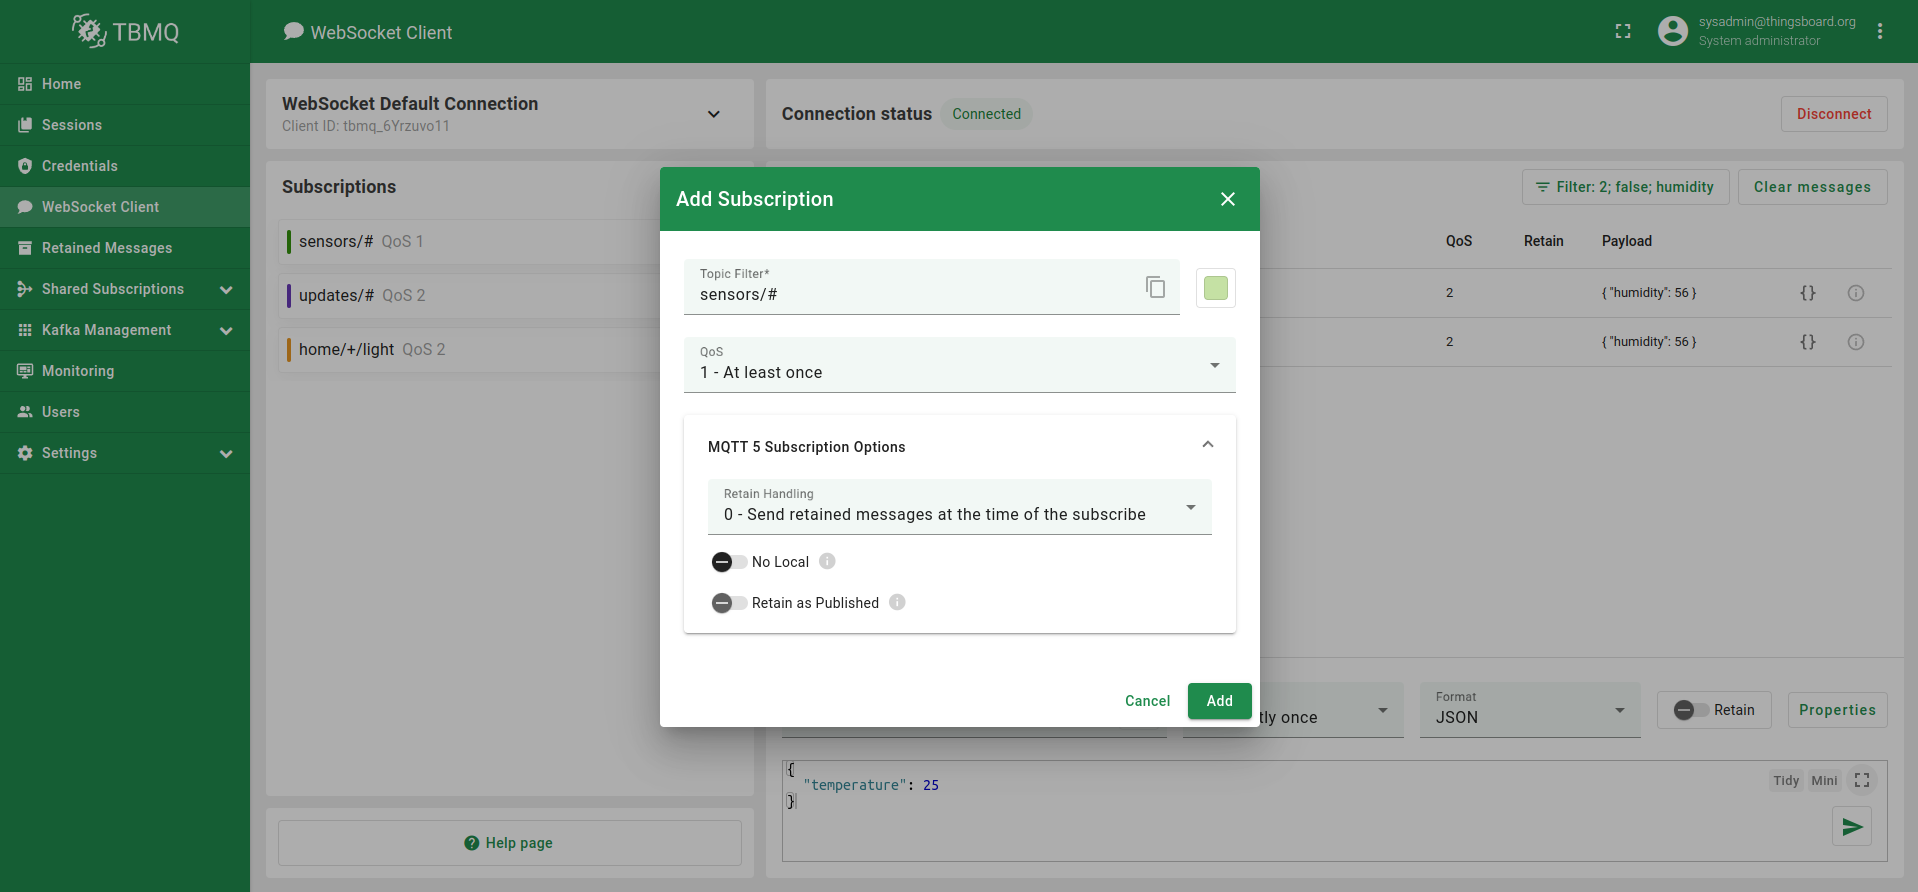 TBMQ
WebSocket Client
sysadmin@thingsboard.org
System administrator
Home
Sessions
Credentials
WebSocket Client
Retained Messages
Shared Subscriptions
Kafka Management
Monitoring
Users
Settings
WebSocket Default Connection
Client ID: tbmq_6Yrzuvo11
Connection status
Connected
Disconnect
Subscriptions
sensors/# QoS 1
updates/# QoS 2
home/+/light QoS 2
Help page
Filter: 2; false; humidity
Clear messages
QoS Retain Payload
2 { "humidity": 56 }
2 { "humidity": 56 }
Add Subscription
Topic Filter*
sensors/#
QoS
1 - At least once
MQTT 5 Subscription Options
Retain Handling
0 - Send retained messages at the time of the subscribe
No Local
Retain as Published
Cancel
Add
tly once
Format
JSON
Retain
Properties
{
"temperature": 25
}
Tidy
Mini